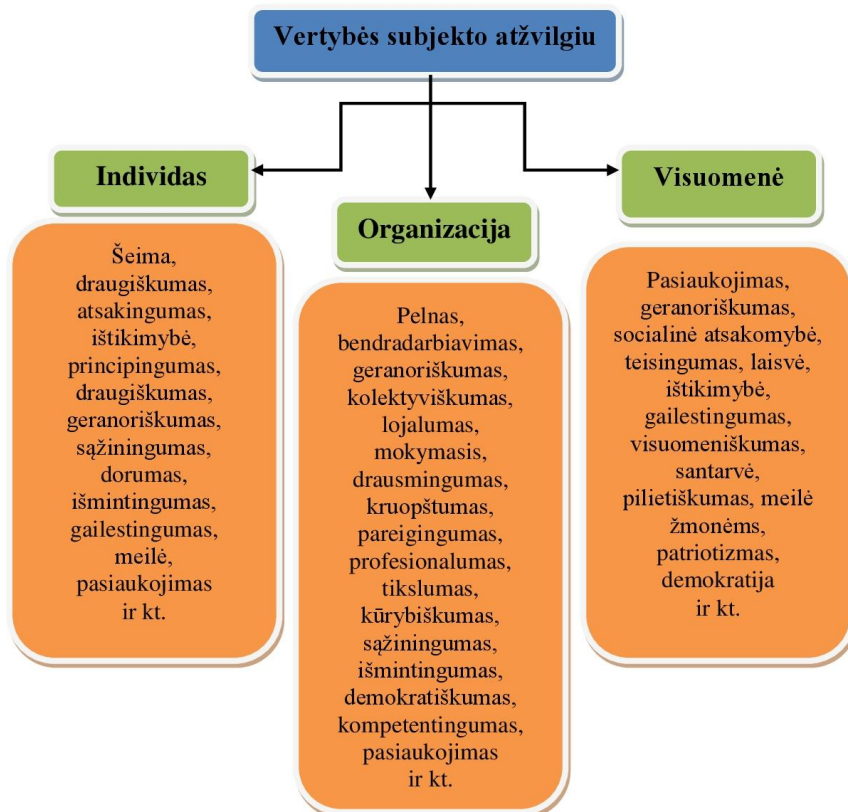 Vertybės subjekto atžvilgiu
Individas
Šeima,
draugiškumas,
atsakingumas,
ištikimybė,
principingumas,
draugiškumas,
geranoriškumas,
sąžiningumas,
dorumas,
išmintingumas,
gailestingumas,
meilė,
pasiaukojimas
ir kt.
Organizacija
Pelnas,
bendradarbiavimas,
geranoriškumas,
kolektyviškumas,
lojalumas,
mokymasis,
drausmingumas,
kruopštumas,
pareigingumas,
profesionalumas,
tikslumas,
kūrybiškumas,
sąžiningumas,
išmintingumas,
demokratiškumas,
kompetentingumas,
pasiaukojimas
ir kt.
Visuomenė
Pasiaukojimas,
geranoriškumas,
socialinė atsakomybė,
teisingumas, laisvė,
ištikimybė,
gailestingumas,
visuomeniškumas,
santarvė,
pilietiškumas, meilė
žmonėms,
patriotizmas,
demokratija
ir kt.